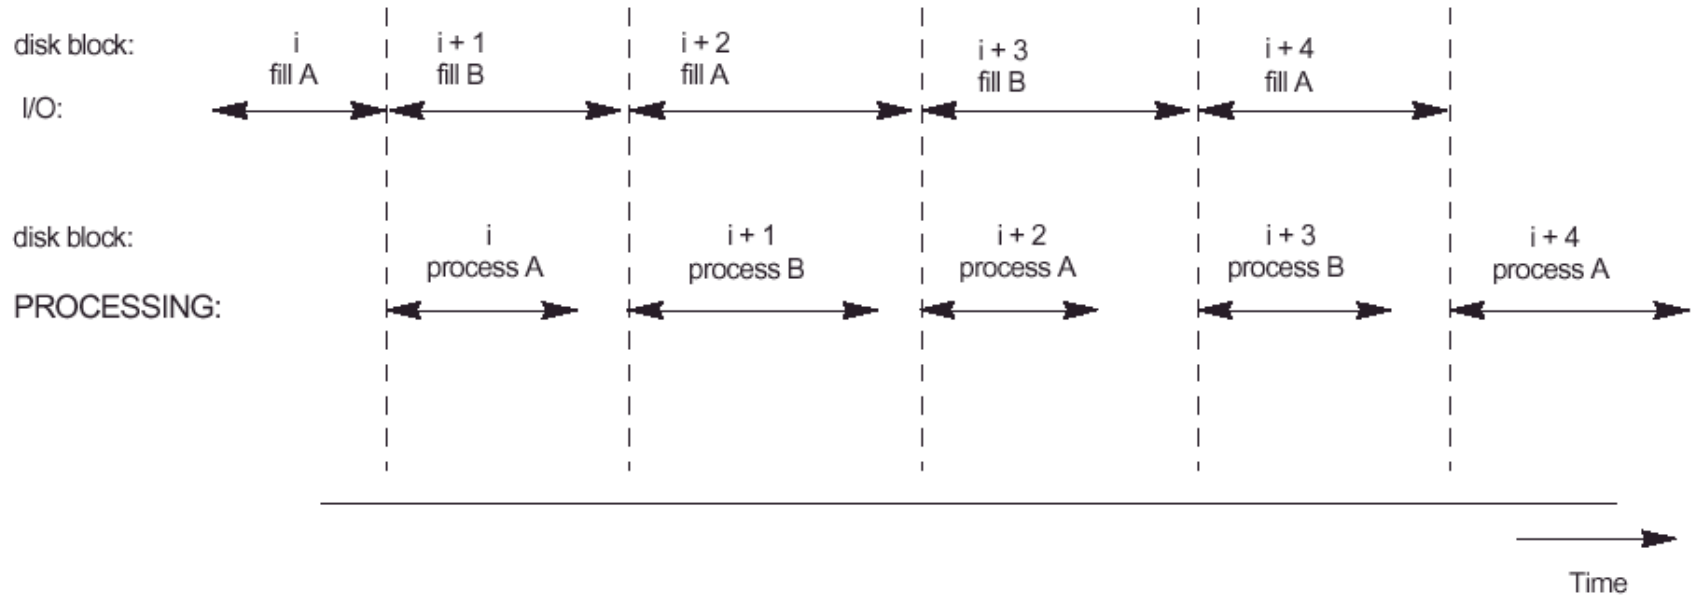 disk block:
i
i + 1
i + 2
i + 3
i + 4
fill A
fill B
fill A
fill B
fill A
I/O:
disk block:
i
i + 1
i + 2
i + 3
i + 4
process A
process B
process A
process B
process A
PROCESSING:
Time